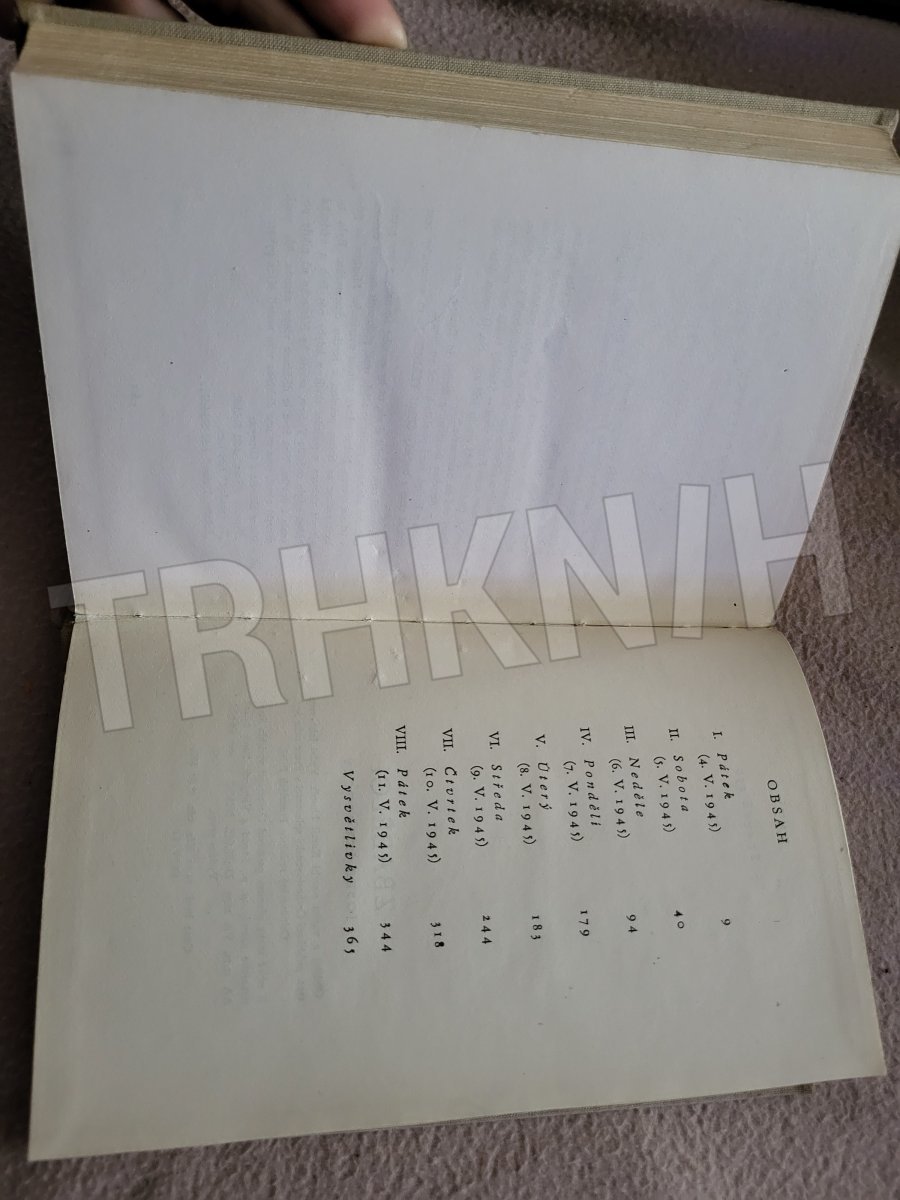 OBSAH
I. Pátek 9
(4. V. 1945)
II. Sobota 40
(5. V. 1945)
III. Neděle 94
(6. V. 1945)
IV. Pondělí 179
(7. V. 1945)
V. Úterý 183
(8. V. 1945)
VI. Středa 244
(9. V. 1945)
VII. Čtvrtek 318
(10. V. 1945)
VIII. Pátek 344
(11. V. 1945)
Vysvětlivky 365
TRHKNIH